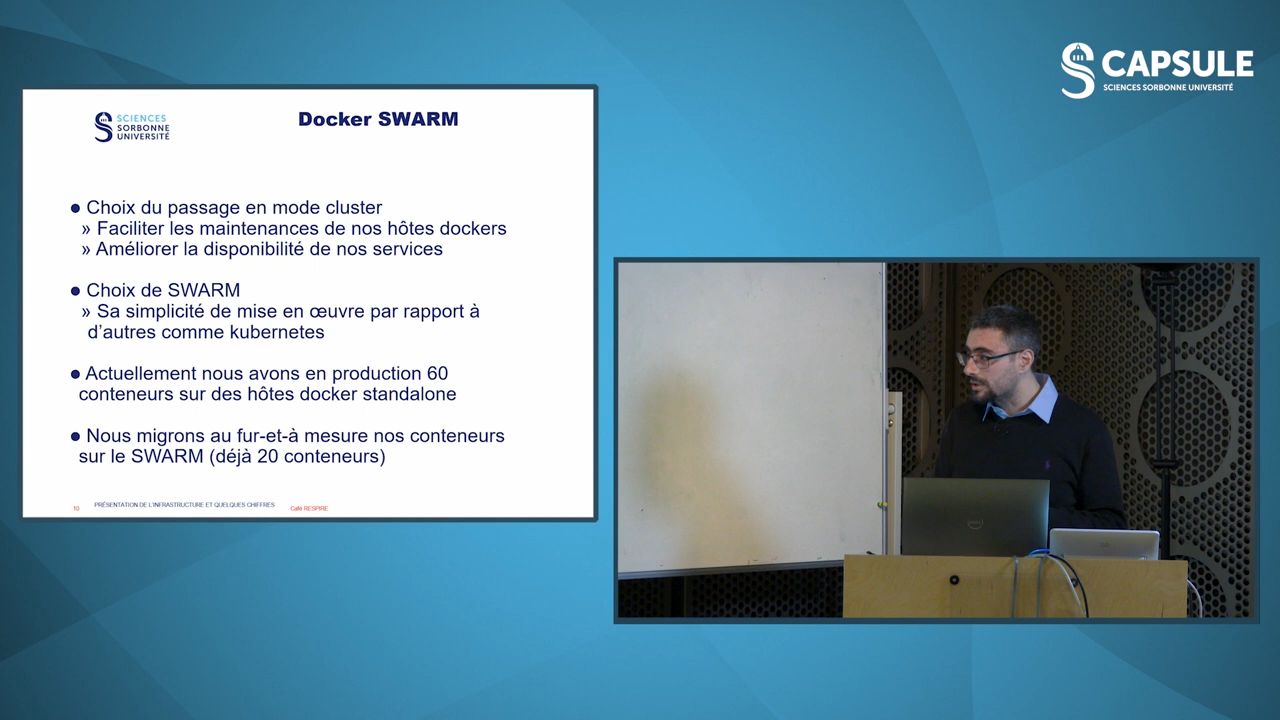 CAPSULE
SCIENCES SORBONNE UNIVERSITÉ
SCIENCES
SORBONNE
UNIVERSITÉ
Docker SWARM
● Choix du passage en mode cluster
» Faciliter les maintenances de nos hôtes dockers
» Améliorer la disponibilité de nos services
● Choix de SWARM
» Sa simplicité de mise en œuvre par rapport à
d’autres comme kubernetes
● Actuellement nous avons en production 60
conteneurs sur des hôtes docker standalone
● Nous migrons au fur-et-à mesure nos conteneurs
sur le SWARM (déjà 20 conteneurs)
10 PRÉSENTATION DE L'INFRASTRUCTURE ET QUELQUES CHIFFRES Café RESPIRE
DELL